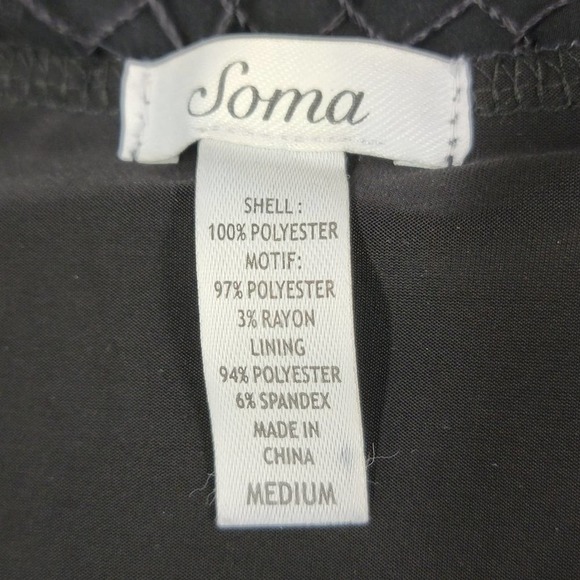 Soma
SHELL :
100% POLYESTER
MOTIF:
97% POLYESTER
3% RAYON
LINING
94% POLYESTER
6% SPANDEX
MADE IN
CHINA
MEDIUM